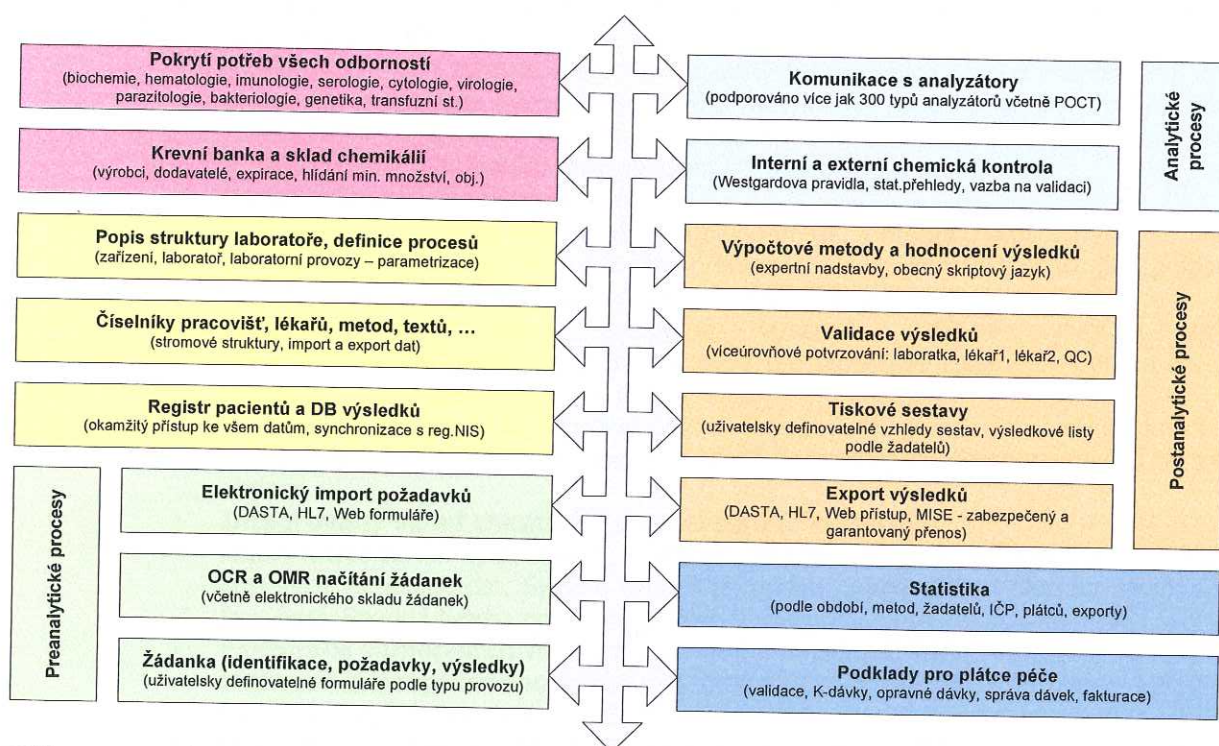 Pokrytí potřeb všech odborností
(biochemie, hematologie, imunologie, serologie, cytologie, virologie,
parazitologie, bakteriologie, genetika, transfuzní st.)
Krevní banka a sklad chemikálií
(výrobci, dodavatelé, expirace, hlídání min. množství, obj.)
Popis struktury laboratoře, definice procesů
(zařízení, laboratoř, laboratorní provozy – parametrizace)
Číselníky pracovišť, lékařů, metod, textů, ...
(stromové struktury, import a export dat)
Registr pacientů a DB výsledků
(okamžitý přístup ke všem datům, synchronizace s reg.NIS)
Preanalytické procesy
Elektronický import požadavků
(DASTA, HL7, Web formuláře)
OCR a OMR načítání žádanek
(včetně elektronického skladu žádanek)
Žádanka (identifikace, požadavky, výsledky)
(uživatelsky definovatelné formuláře podle typu provozu)
Komunikace s analyzátory
(podporováno více jak 300 typů analyzátorů včetně POCT)
Interní a externí chemická kontrola
(Westgardova pravidla, stat.přehledy, vazba na validaci)
Analytické
procesy
Výpočtové metody a hodnocení výsledků
(expertní nadstavby, obecný skriptový jazyk)
Validace výsledků
(víceúrovňové potvrzování: laboratka, lékař1, lékař2, QC)
Tiskové sestavy
(uživatelsky definovatelné vzhledy sestav, výsledkové listy
podle žadatelů)
Export výsledků
(DASTA, HL7, Web přístup, MISE - zabezpečený a
garantovaný přenos)
Postanalytické procesy
Statistika
(podle období, metod, žadatelů, IČP, plátců, exporty)
Podklady pro plátce péče
(validace, K-dávky, opravné dávky, správa dávek, fakturace)